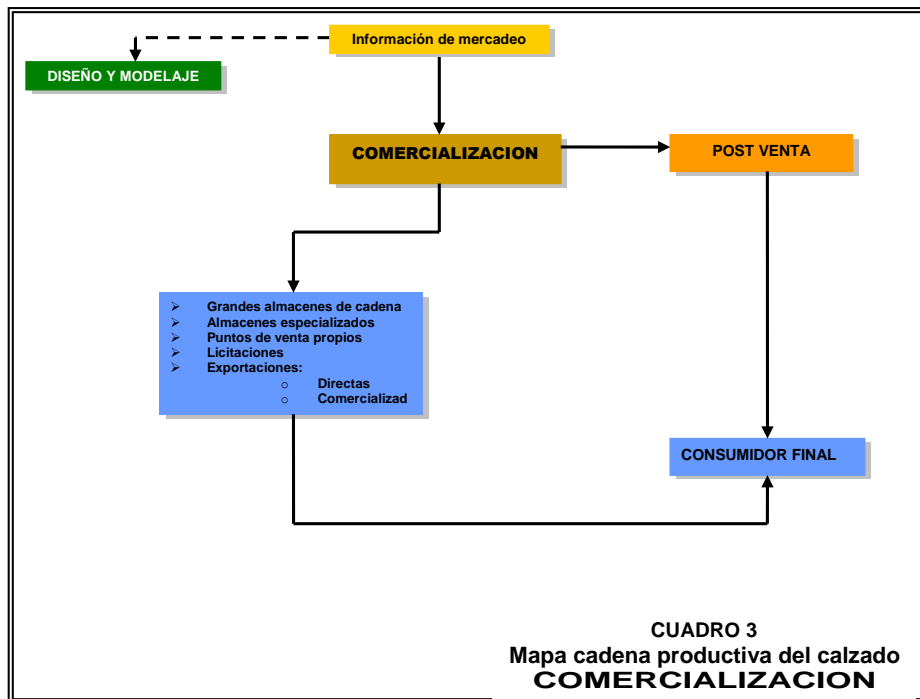 Información de mercadeo
DISEÑO Y MODELAJE
COMERCIALIZACION
POST VENTA
➢ Grandes almacenes de cadena
➢ Almacenes especializados
➢ Puntos de venta propios
➢ Licitaciones
➢ Exportaciones:
o Directas
o Comercializad
CONSUMIDOR FINAL
CUADRO 3
Mapa cadena productiva del calzado
COMERCIALIZACION